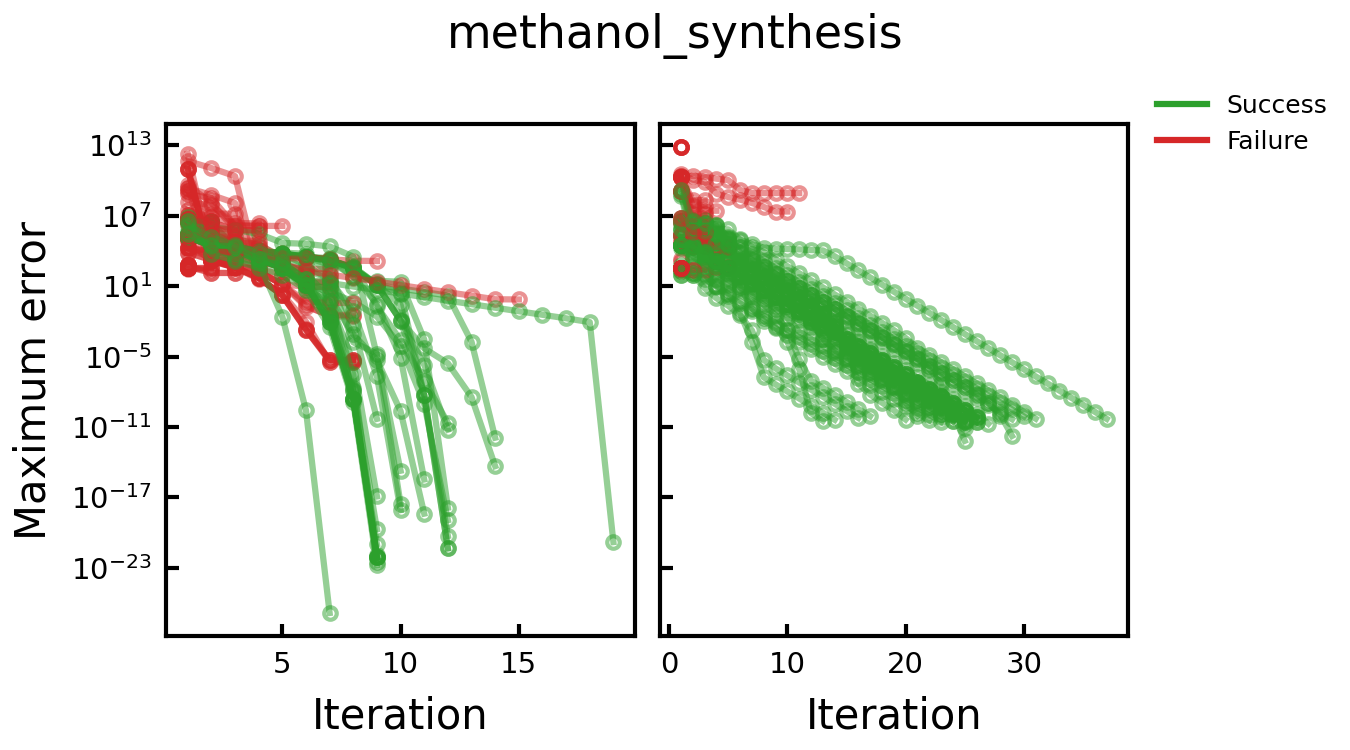 methanol_synthesis
Success
Failure
Maximum error
10^13
10^7
10^1
10^−5
10^−11
10^−17
10^−23
5 10 15
0 10 20 30
Iteration
Iteration